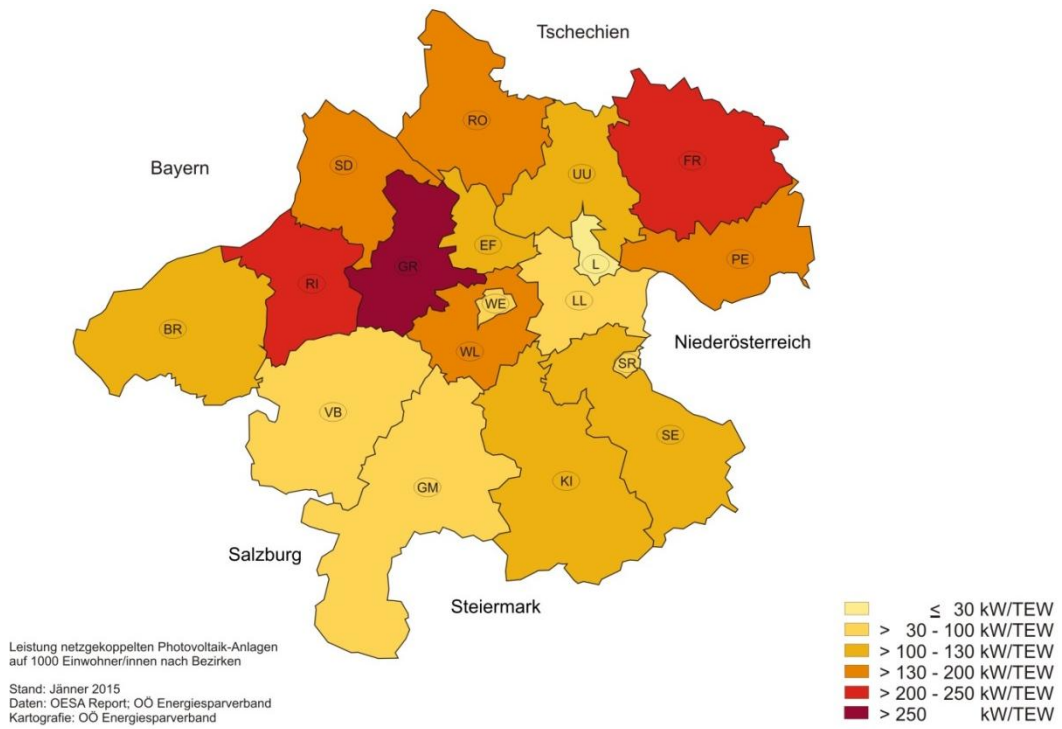 Tschechien
RO
FR
Bayern
SD
UU
EF
PE
L
GR
RI
WE
LL
BR
Niederösterreich
WL
SR
VB
SE
KI
GM
Salzburg
Steiermark
≤ 30 kW/TEW
> 30 - 100 kW/TEW
> 100 - 130 kW/TEW
> 130 - 200 kW/TEW
> 200 - 250 kW/TEW
> 250 kW/TEW
Leistung netzgekoppelten Photovoltaik-Anlagen
auf 1000 Einwohner/innen nach Bezirken
Stand: Jänner 2015
Daten: OESA Report; OÖ Energiesparverband
Kartografie: OÖ Energiesparverband